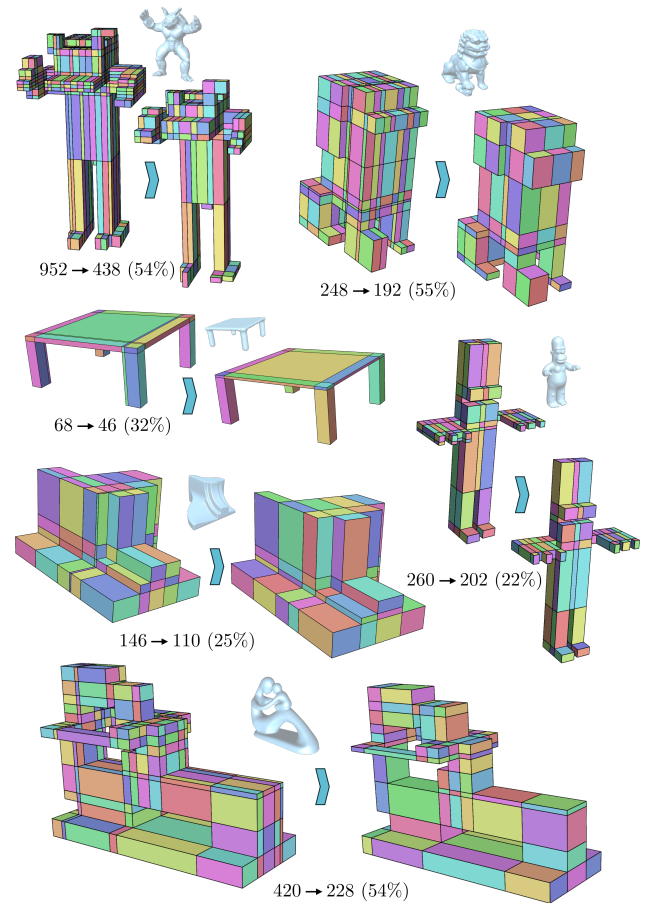 952 → 438 (54%)
248 → 192 (55%)
68 → 46 (32%)
260 → 202 (22%)
146 → 110 (25%)
420 → 228 (54%)